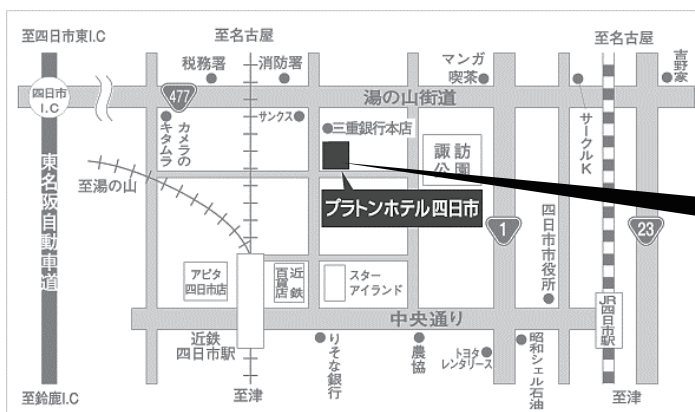 至四日市東I.C
至名古屋
至名古屋
税務署
消防署
マンガ
喫茶
吉野家
四日市
I.C
477
湯の山街道
カメラの
キタムラ
サンクス
三重銀行本店
諏訪
公園
サークルK
至湯の山
東名阪自動車道
プラトンホテル四日市
1
23
四日市市役所
アピタ
四日市店
近鉄
百貨店
スター
アイランド
中央通り
JR四日市駅
近鉄
四日市駅
りそな銀行
農協
トヨタ
レンタリース
昭和シェル石油
至鈴鹿I.C
至津
至津